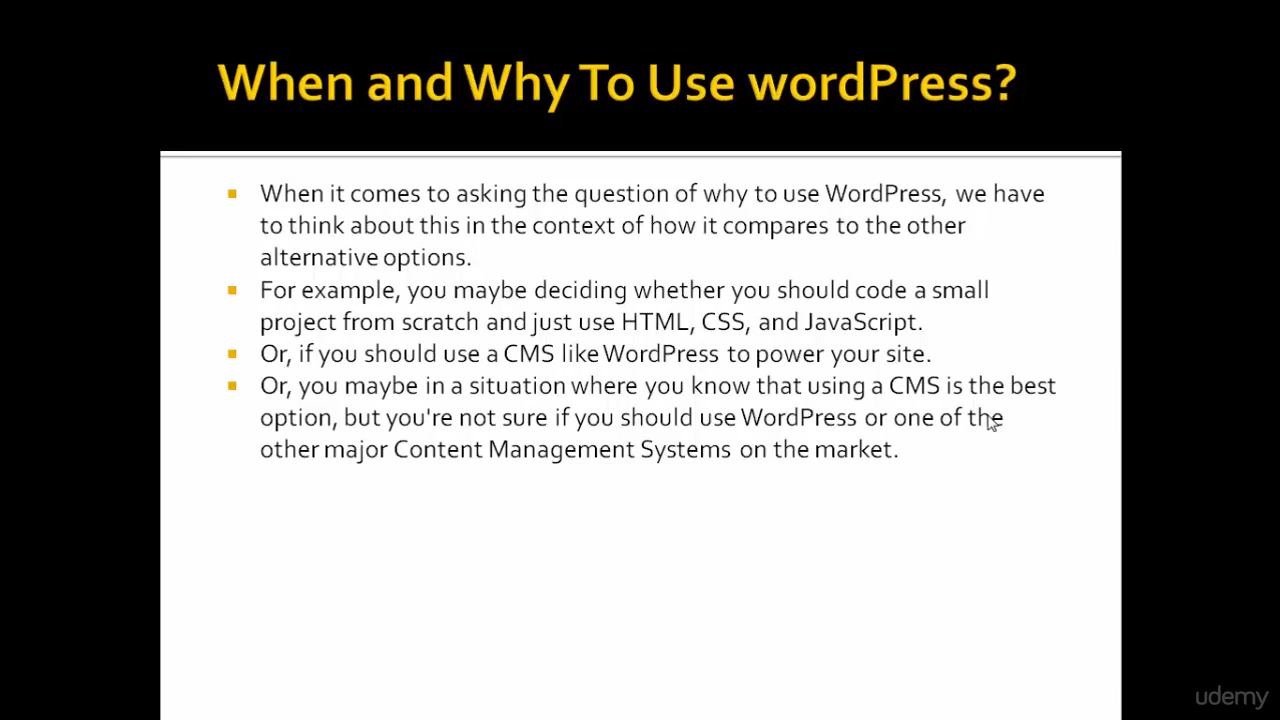 When and Why To Use wordPress?
When it comes to asking the question of why to use WordPress, we have
to think about this in the context of how it compares to the other
alternative options.
For example, you maybe deciding whether you should code a small
project from scratch and just use HTML, CSS, and JavaScript.
Or, if you should use a CMS like WordPress to power your site.
Or, you maybe in a situation where you know that using a CMS is the best
option, but you're not sure if you should use WordPress or one of the
other major Content Management Systems on the market.
udemy